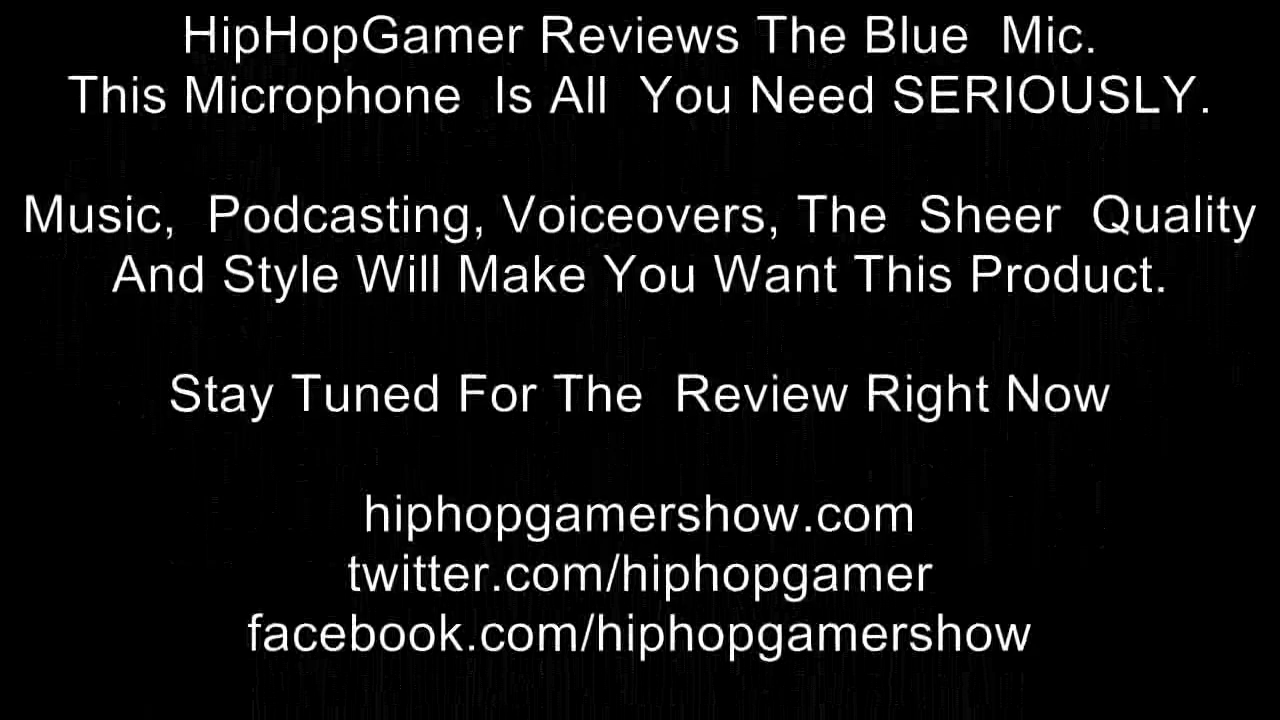 HipHopGamer Reviews The Blue  Mic.
This Microphone  Is All  You Need SERIOUSLY.
Music,  Podcasting, Voiceovers, The  Sheer  Quality
And Style Will Make You Want This Product.
Stay Tuned For The  Review Right Now
hiphopgamershow.com
twitter.com/hiphopgamer
facebook.com/hiphopgamershow